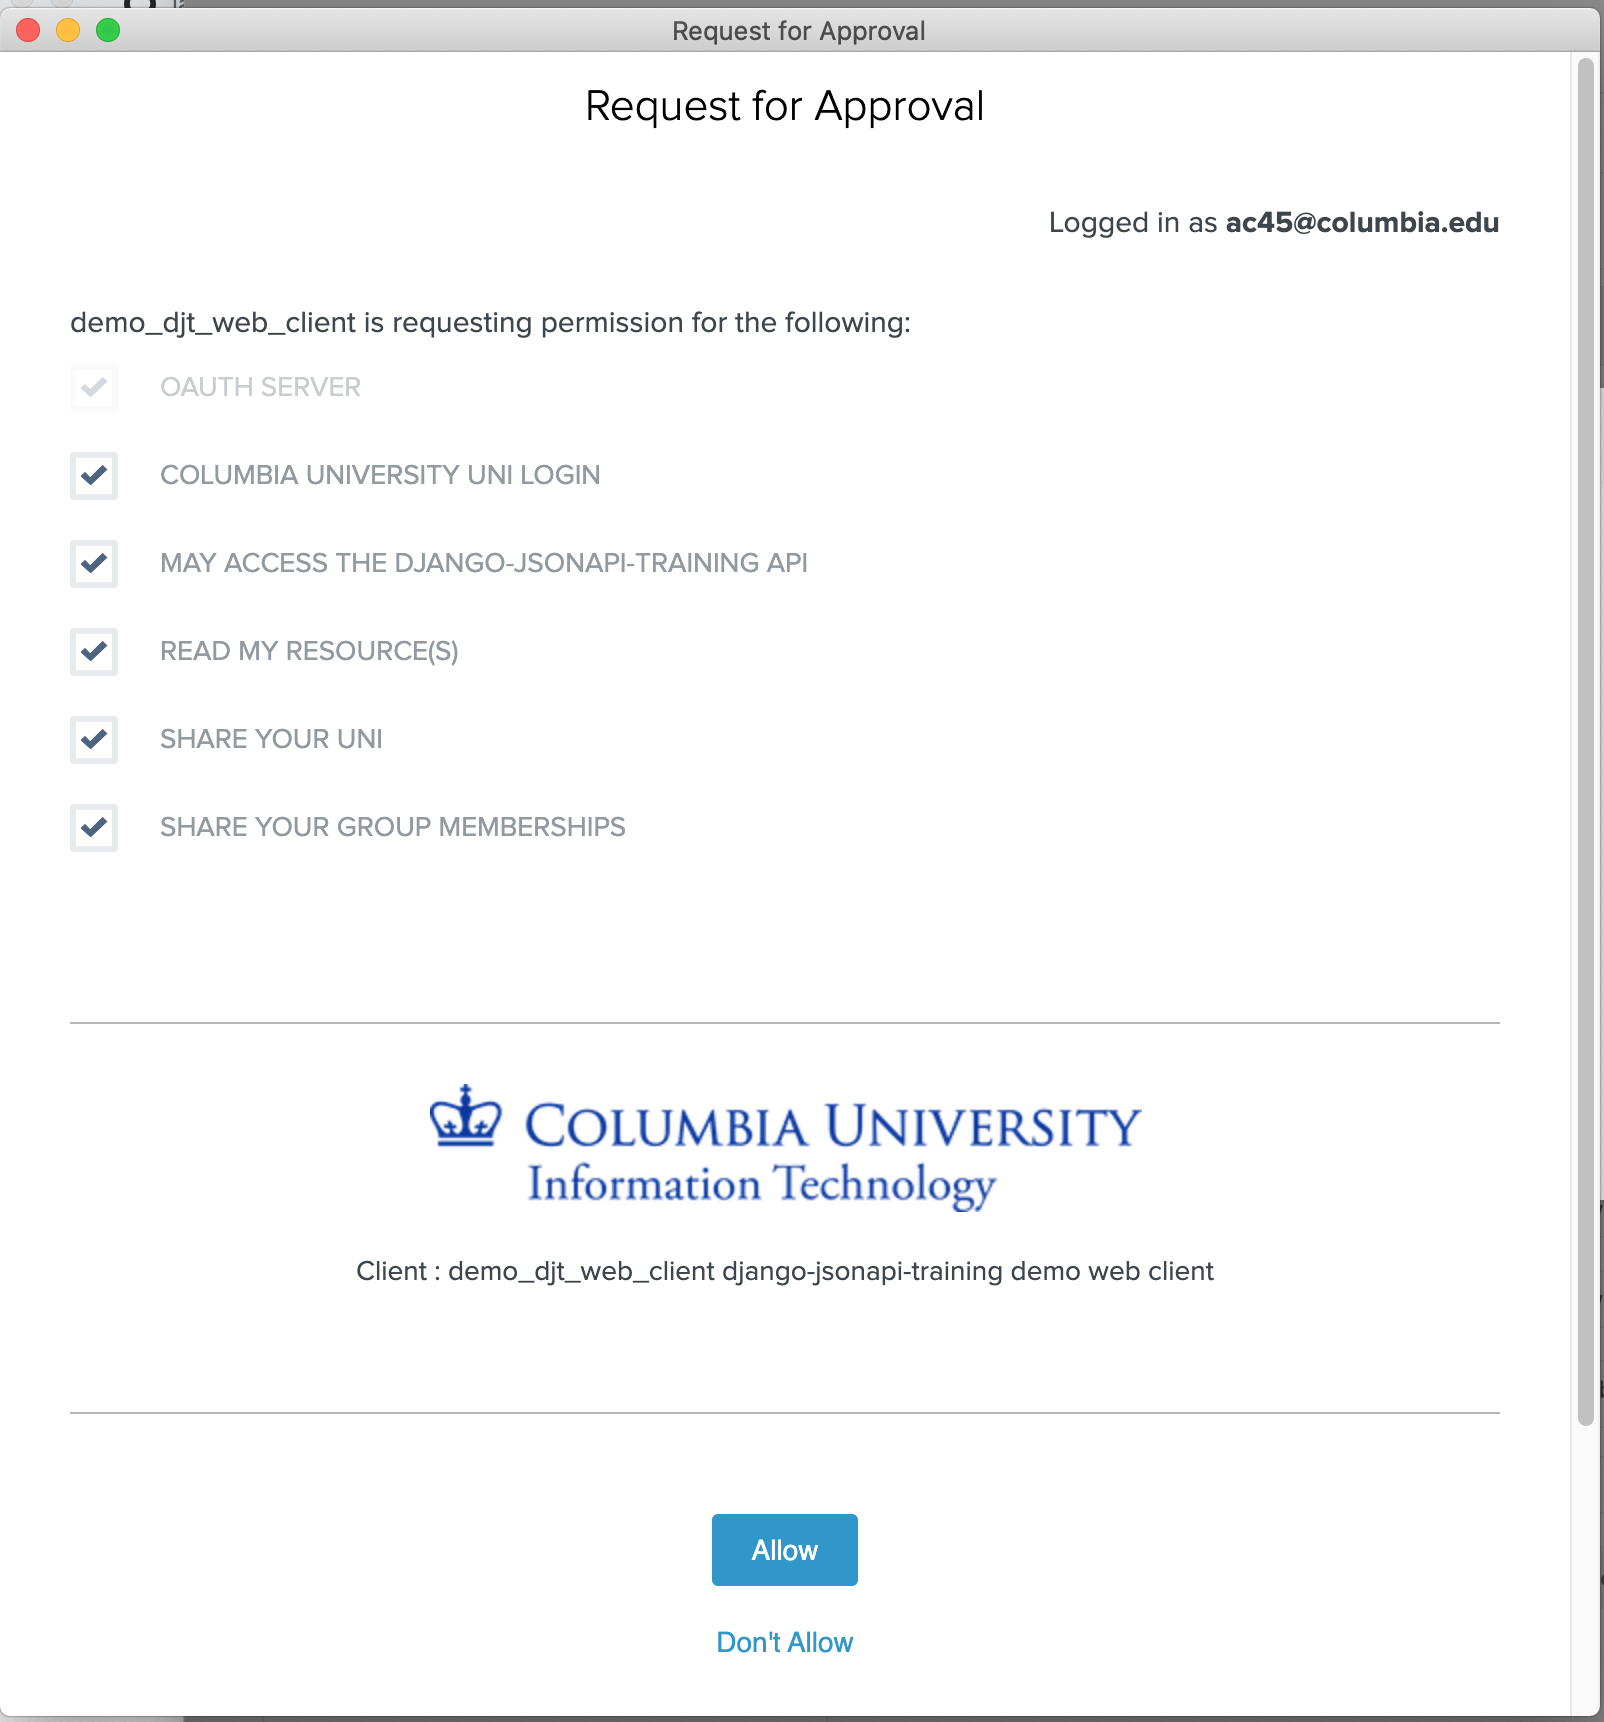 Request for Approval
Request for Approval
Logged in as ac45@columbia.edu
demo_djt_web_client is requesting permission for the following:
OAUTH SERVER
COLUMBIA UNIVERSITY UNI LOGIN
MAY ACCESS THE DJANGO-JSONAPI-TRAINING API
READ MY RESOURCE(S)
SHARE YOUR UNI
SHARE YOUR GROUP MEMBERSHIPS
COLUMBIA UNIVERSITY
Information Technology
Client : demo_djt_web_client django-jsonapi-training demo web client
Allow
Don't Allow